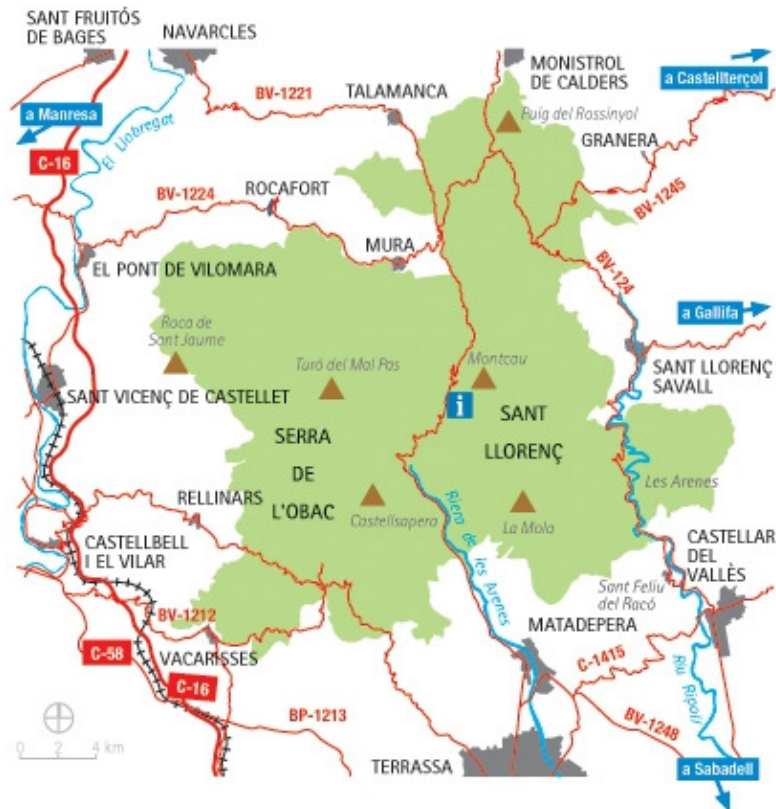 SANT FRUITÓS
DE BAGES
NAVARCLES
MONISTROL
DE CALDERS
a Castellterçol
BV-1221
TALAMANCA
a Manresa
Puig del Rossinyol
El Llobregat
GRANERA
C-16
BV-1224
ROCAFORT
BV-1245
MURA
EL PONT DE VILOMARA
BV-124
Roca de
Sant Jaume
a Gallifa
Turó del Mal Pas
Montcau
SANT LLORENÇ
SAVALL
SANT VICENÇ DE CASTELLET
i
SANT
LLORENÇ
SERRA
DE
L'OBAC
Les Arenes
RELLINARS
Castellsapera
La Mola
Riera de les Arenes
CASTELLBELL
I EL VILAR
CASTELLAR
DEL
VALLÈS
Sant Feliu
del Racó
BV-1212
MATADEPERA
C-58
VACARISSES
C-1415
C-16
Riu Ripoll
BP-1213
BV-1248
0 2 4 km
TERRASSA
a Sabadell